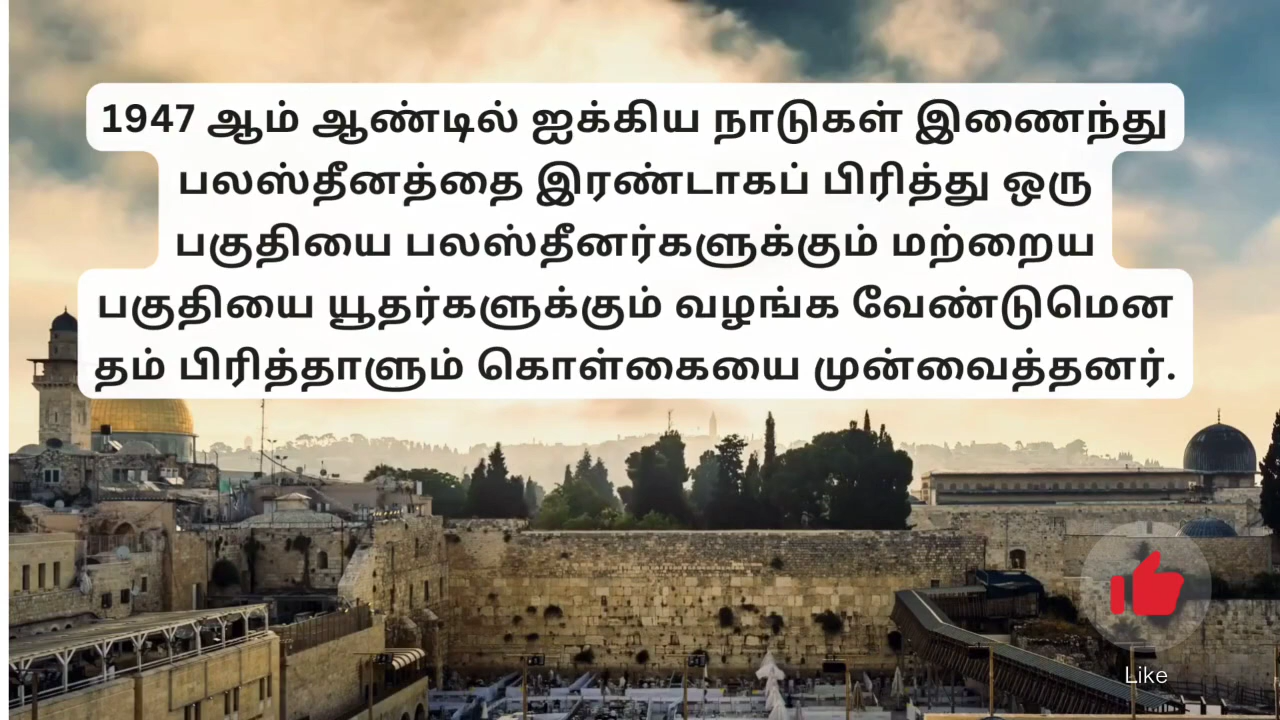 1947 ஆம் ஆண்டில் ஐக்கிய நாடுகள் இணைந்து
பலஸ்தீனத்தை இரண்டாகப் பிரித்து ஒரு
பகுதியை பலஸ்தீனர்களுக்கும் மற்றைய
பகுதியை யூதர்களுக்கும் வழங்க வேண்டுமென
தம் பிரித்தாளும் கொள்கையை முன்வைத்தனர்.
Like